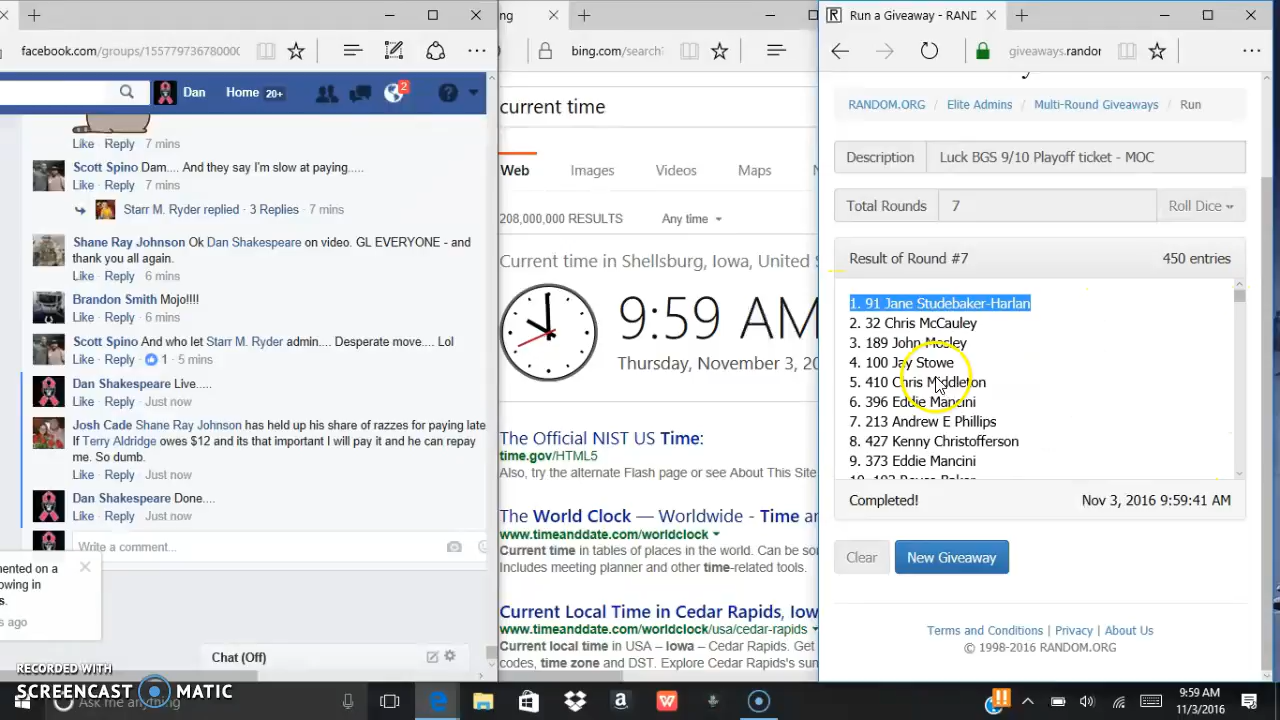 ng
Run a Giveaway - RAND
facebook.com/groups/155779736780000
bing.com/search
giveaways.randor
Dan
Home 20+
2
Like · Reply · 7 mins
Scott Spino Dam.... And they say I'm slow at paying.....
Like · Reply · 7 mins
Starr M. Ryder replied · 3 Replies · 7 mins
Shane Ray Johnson Ok Dan Shakespeare on video. GL EVERYONE - and
thank you all again.
Like · Reply · 6 mins
Brandon Smith Mojo!!!!
Like · Reply · 6 mins
Scott Spino And who let Starr M. Ryder admin.... Desperate move.... Lol
Like · Reply · 1 · 5 mins
Dan Shakespeare Live.....
Like · Reply · Just now
Josh Cade Shane Ray Johnson has held up his share of razzes for paying late
If Terry Aldridge owes $12 and its that important I will pay it and he can repay
me. So dumb.
Like · Reply · Just now
Dan Shakespeare Done....
Like · Reply · Just now
Write a comment...
ented on a
owing in
s.
s ago
Chat (Off)
current time
Web Images Videos Maps
208,000,000 RESULTS Any time
Current time in Shellsburg, Iowa, United S
9:59 AM
Thursday, November 3, 20
The Official NIST US Time:
time.gov/HTML5
Also, try the alternate Flash page or see About This Site
The World Clock — Worldwide - Time an
www.timeanddate.com/worldclock
Current time in tables of places in the world. Can be so
Includes meeting planner and other time-related tools.
Current Local Time in Cedar Rapids, Iow
www.timeanddate.com/worldclock/usa/cedar-rapids
Current local time in USA – Iowa – Cedar Rapids. Get
codes, time zone and DST. Explore Cedar Rapids's sun
RANDOM.ORG Elite Admins Multi-Round Giveaways Run
Description Luck BGS 9/10 Playoff ticket - MOC
Total Rounds 7 Roll Dice
Result of Round #7 450 entries
1. 91 Jane Studebaker-Harlan
2. 32 Chris McCauley
3. 189 John Mosley
4. 100 Jay Stowe
5. 410 Chris Middleton
6. 396 Eddie Mancini
7. 213 Andrew E Phillips
8. 427 Kenny Christofferson
9. 373 Eddie Mancini
Completed! Nov 3, 2016 9:59:41 AM
Clear New Giveaway
Terms and Conditions | Privacy | About Us
© 1998-2016 RANDOM.ORG
RECORDED WITH
SCREENCAST MATIC
Ask me anything
9:59 AM
11/3/2016